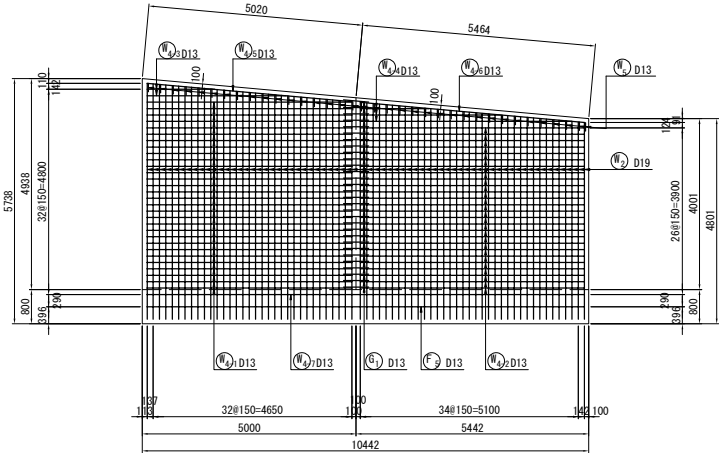 5020
5464
W4-3 D13
W4-5 D13
100
W4-4 D13
W4-6 D13
100
W5 D13
110
142
124
91
W2 D19
5738
4938
32@150=4800
26@150=3900
4001
4801
800
396
290
290
396
800
W4-1 D13
W4-7 D13
G1 D13
F5 D13
W4-2 D13
137
113
32@150=4650
100
100
34@150=5100
142
100
5000
5442
10442